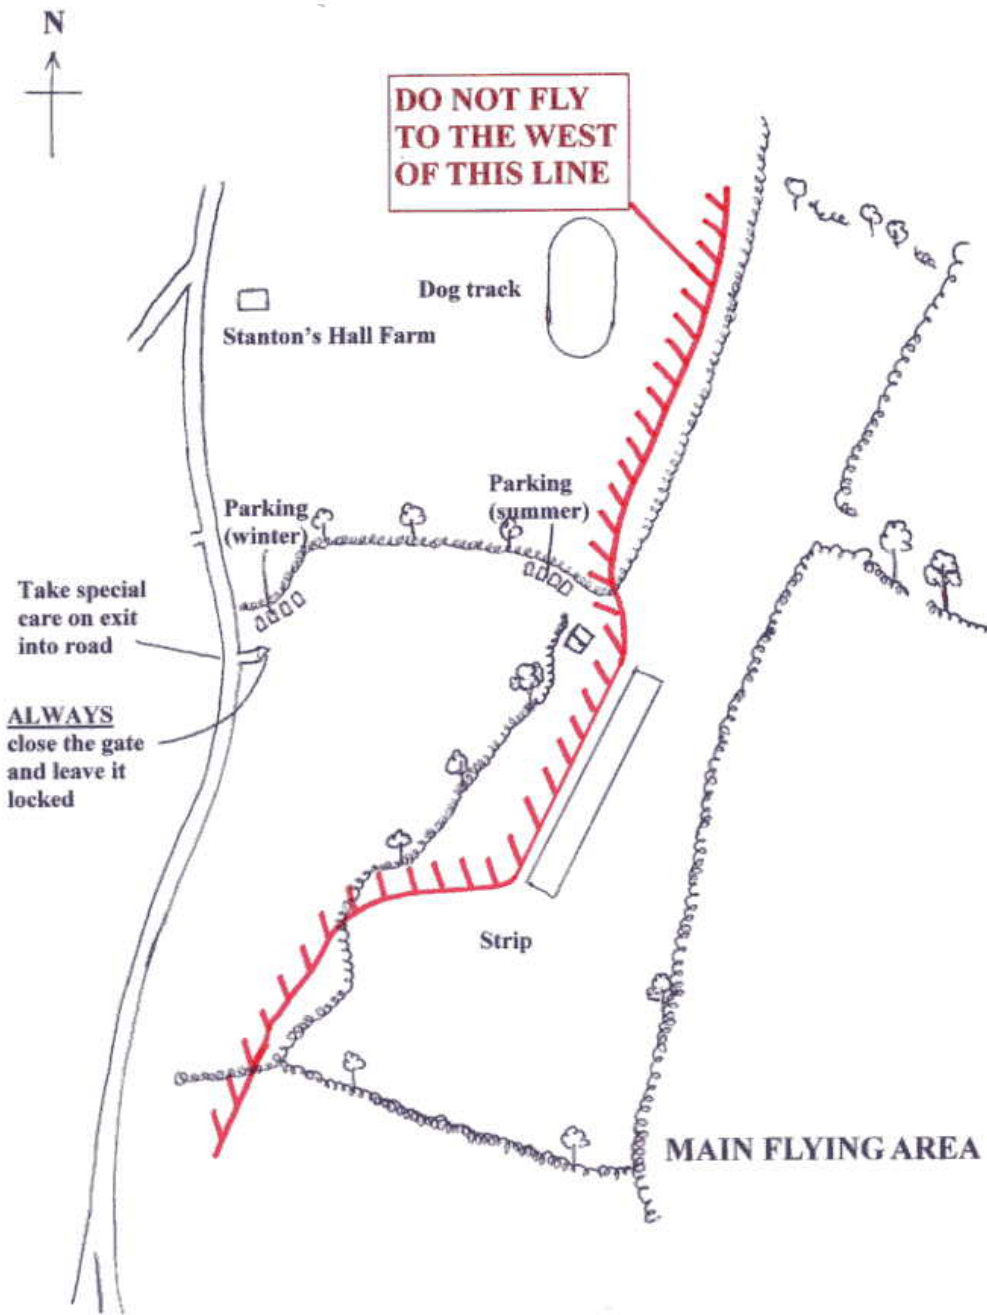 N
DO NOT FLY
TO THE WEST
OF THIS LINE
Dog track
Stanton's Hall Farm
Parking
(summer)
Parking
(winter)
Take special
care on exit
into road
ALWAYS
close the gate
and leave it
locked
Strip
MAIN FLYING AREA